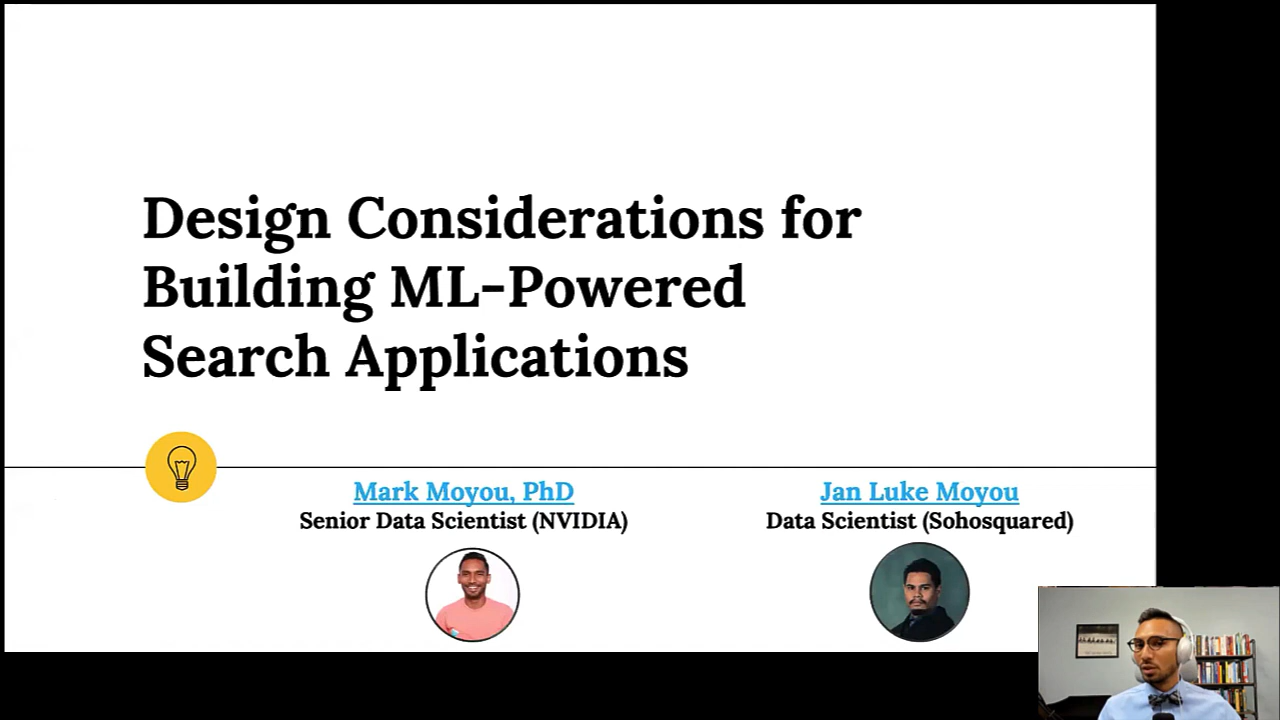 Design Considerations for
Building ML-Powered
Search Applications
Mark Moyou, PhD
Senior Data Scientist (NVIDIA)
Jan Luke Moyou
Data Scientist (Sohosquared)